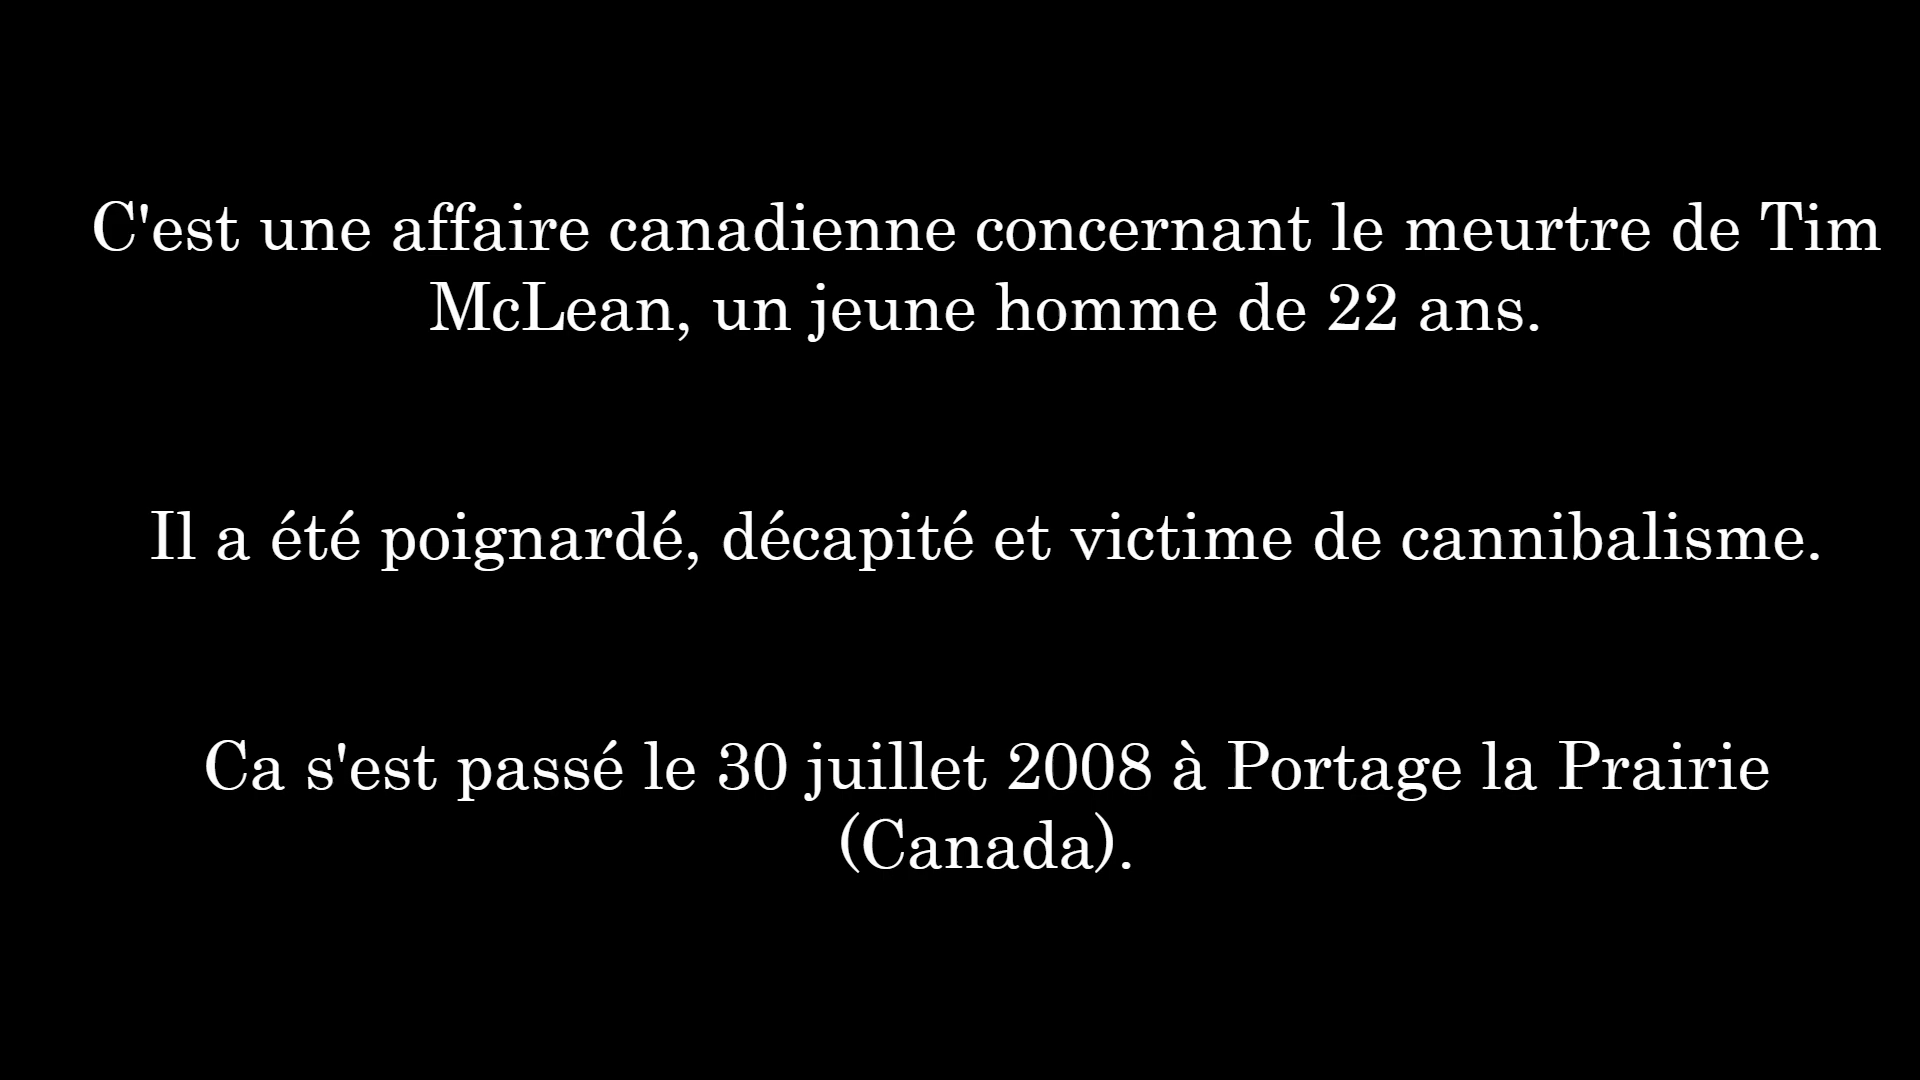 C'est une affaire canadienne concernant le meurtre de Tim
McLean, un jeune homme de 22 ans.
Il a été poignardé, décapité et victime de cannibalisme.
Ca s'est passé le 30 juillet 2008 à Portage la Prairie
(Canada).